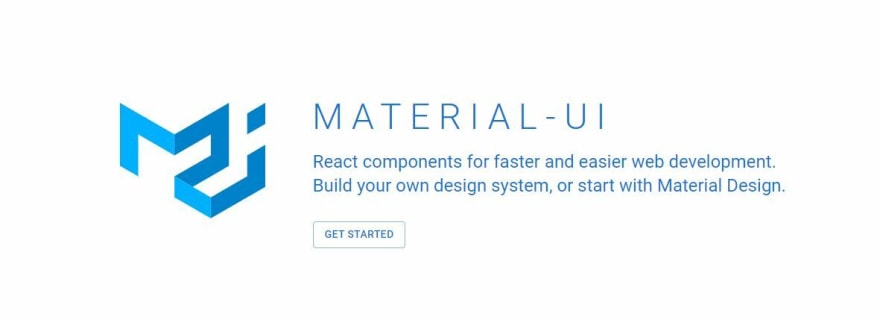 MATERIAL-UI
React components for faster and easier web development.
Build your own design system, or start with Material Design.
GET STARTED